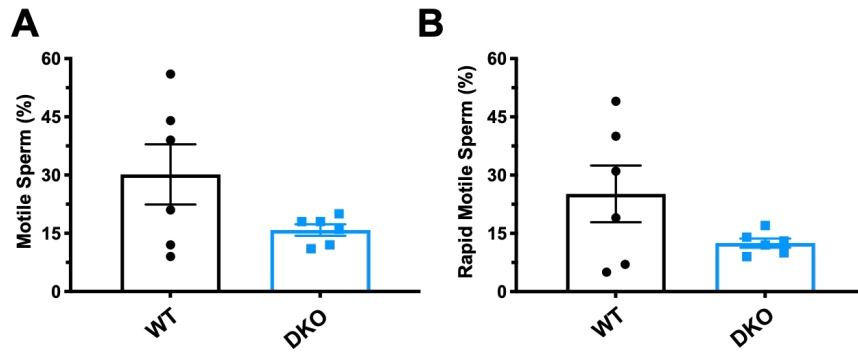 A
Motile Sperm (%)
60
45
30
15
0
WT
DKO
B
Rapid Motile Sperm (%)
60
45
30
15
0
WT
DKO